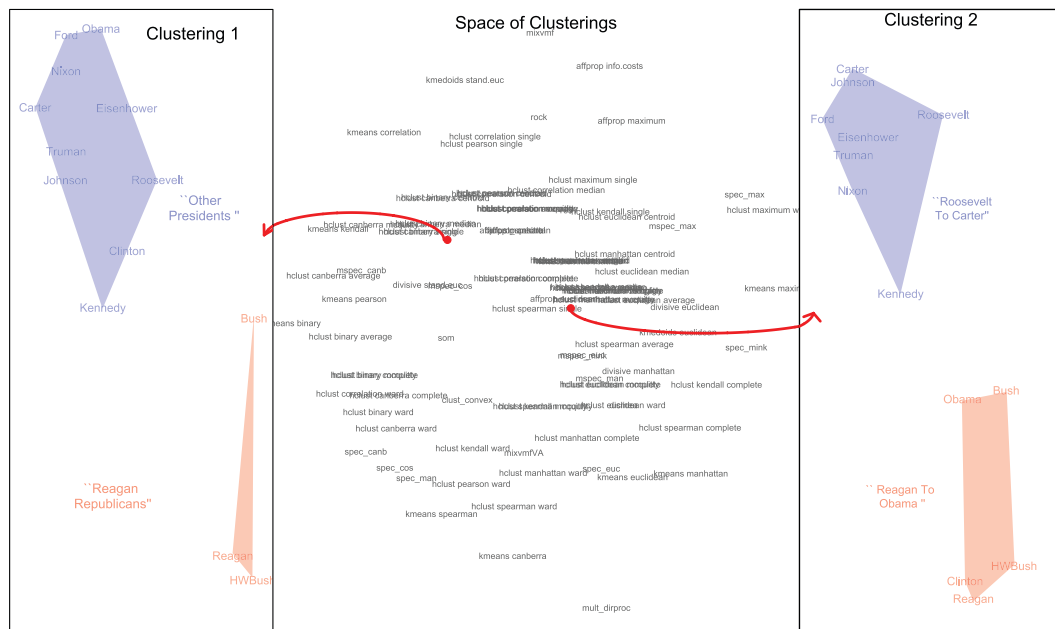 Clustering 1
Obama
Ford
Nixon
Carter
Eisenhower
Truman
Johnson
Roosevelt
``Other
Presidents "
Clinton
Kennedy
Bush
``Reagan
Republicans"
Reagan
HWBush
Space of Clusterings
mixvmf
affprop info.costs
kmedoids stand.euc
rock
affprop maximum
kmeans correlation
hclust correlation single
hclust pearson single
hclust maximum single
hclust correlation median
spec_max
hclust kendall single
hclust maximum w
hclust euclidean centroid
mspec_max
kmeans kendall
hclust manhattan centroid
mspec_canb
hclust euclidean median
hclust canberra average
divisive stand.euc
mspec_cos
kmeans pearson
kmeans maxim
divisive euclidean
hclust spearman single
means binary
kmedoids euclidean
hclust binary average
som
hclust spearman average
spec_mink
mspec_euc
mspec_mink
divisive manhattan
mspec_man
hclust kendall complete
hclust correlation ward
hclust canberra complete
clust_convex
hclust binary ward
hclust euclidean ward
hclust canberra ward
hclust spearman complete
hclust manhattan complete
hclust kendall ward
mixvmfVA
spec_canb
spec_cos
spec_man
hclust manhattan ward
spec_euc
kmeans manhattan
kmeans euclidean
hclust pearson ward
hclust spearman ward
kmeans spearman
kmeans canberra
mult_dirproc
Clustering 2
Carter
Johnson
Ford
Roosevelt
Eisenhower
Truman
Nixon
``Roosevelt
To Carter"
Kennedy
Bush
Obama
`` Reagan To
Obama "
HWBush
Clinton
Reagan